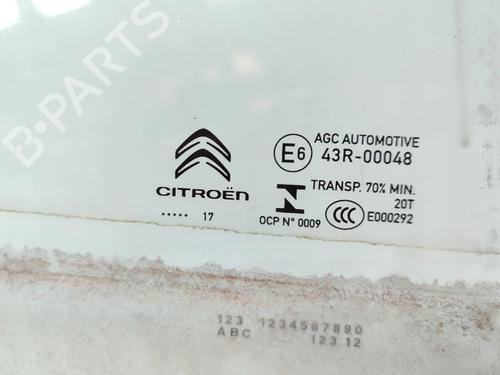 B-PARTS
AGC AUTOMOTIVE
E6 43R-00048
CITROËN
TRANSP. 70% MIN.
20T
..... 17
OCP N° 0009
CCC E000292
123 1234567890
ABC 123 12